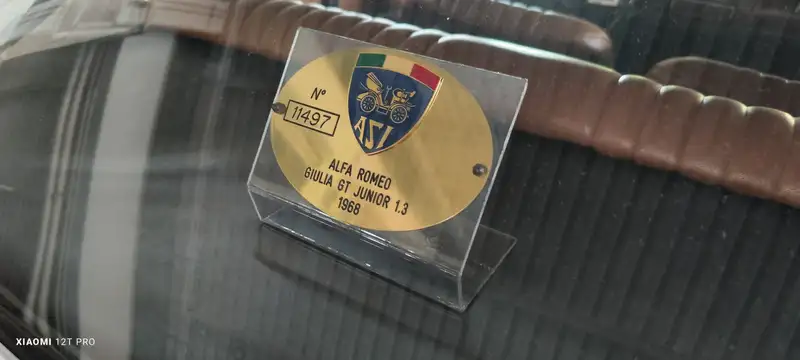 N°
11497
ASI
ALFA ROMEO
GIULIA GT JUNIOR 1.3
1968
XIAOMI 12T PRO